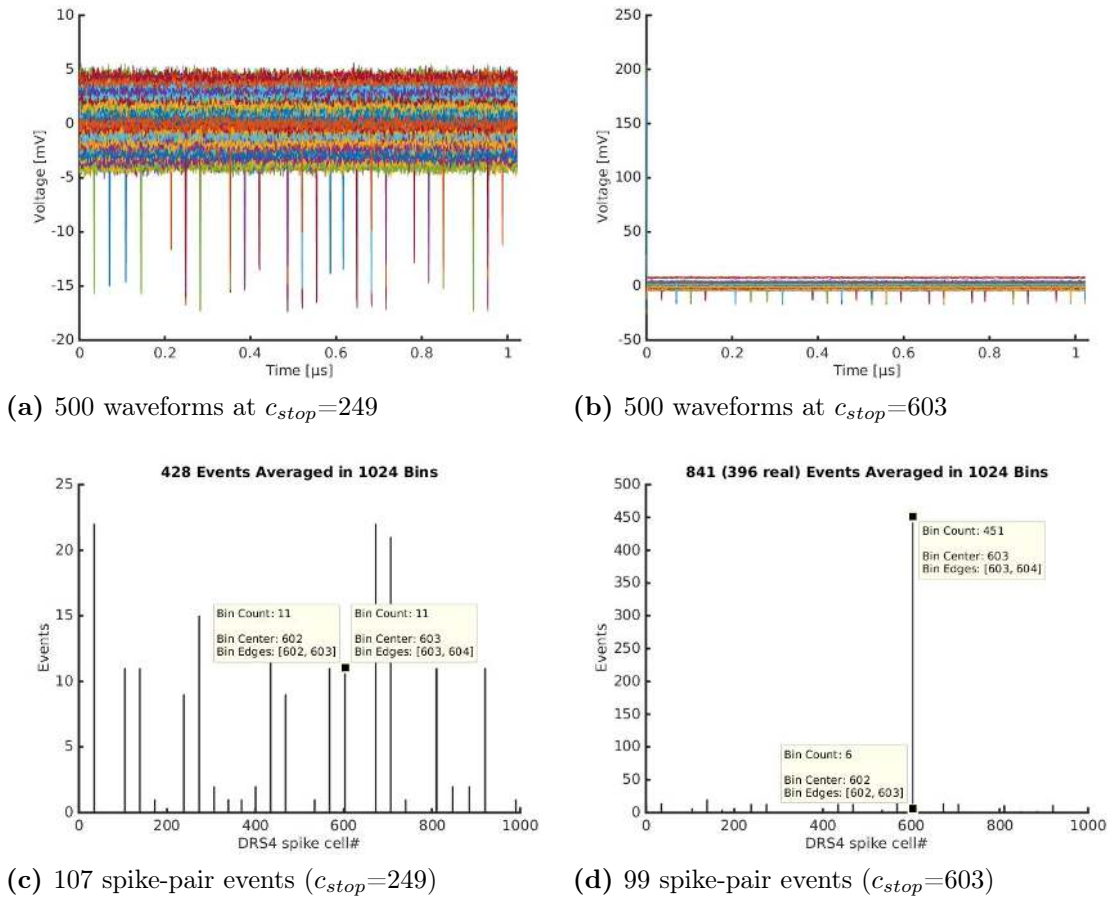 10
5
0
-5
-10
-15
-20
Voltage [mV]
0
0.2
0.4
0.6
0.8
1
Time [µs]
(a) 500 waveforms at c_stop=249
250
200
150
100
50
0
-50
Voltage [mV]
0
0.2
0.4
0.6
0.8
1
Time [µs]
(b) 500 waveforms at c_stop=603
428 Events Averaged in 1024 Bins
25
20
15
10
5
0
Events
Bin Count: 11
Bin Center: 602
Bin Edges: [602, 603]
Bin Count: 11
Bin Center: 603
Bin Edges: [603, 604]
0
200
400
600
800
1000
DRS4 spike cell#
(c) 107 spike-pair events (c_stop=249)
841 (396 real) Events Averaged in 1024 Bins
500
450
400
350
300
250
200
150
100
50
0
Events
Bin Count: 451
Bin Center: 603
Bin Edges: [603, 604]
Bin Count: 6
Bin Center: 602
Bin Edges: [602, 603]
0
200
400
600
800
1000
DRS4 spike cell#
(d) 99 spike-pair events (c_stop=603)